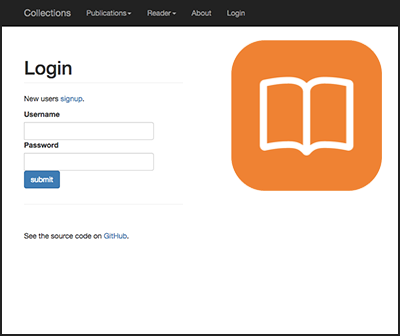 Collections Publications Reader About Login
Login
New users signup.
Username
Password
submit
See the source code on GitHub.